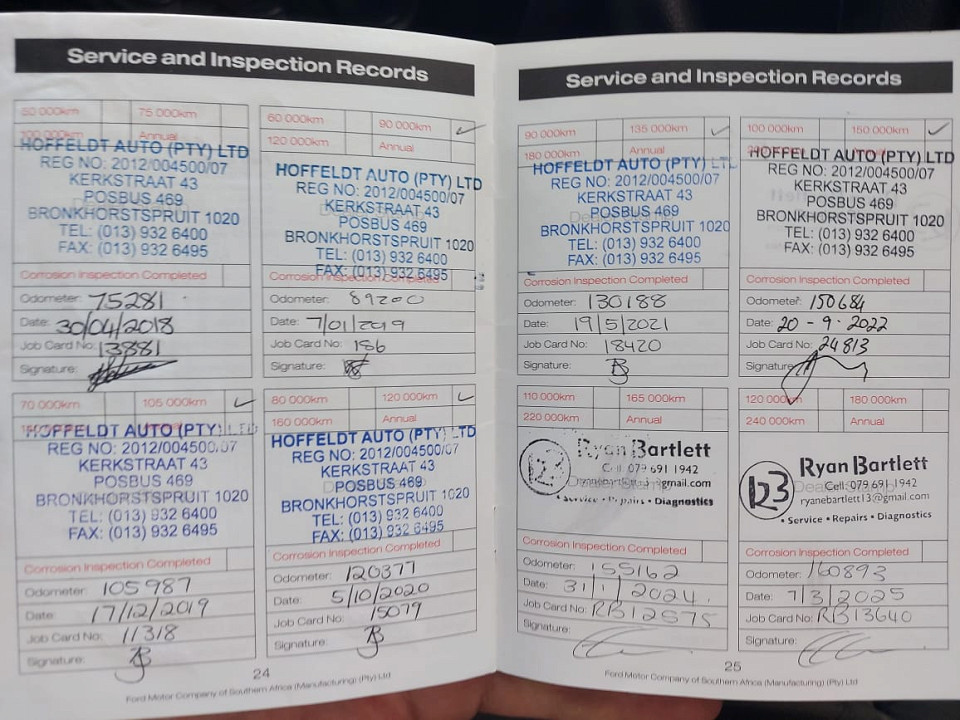 Service and Inspection Records
50 000km 75 000km
100 000km Annual
HOFFELDT AUTO (PTY) LTD
REG NO: 2012/004500/07
KERKSTRAAT 43
POSBUS 469
BRONKHORSTSPRUIT 1020
TEL: (013) 932 6400
FAX: (013) 932 6495
Corrosion Inspection Completed
Odometer: 75281
Date: 30/04/2018
Job Card No: 13881
Signature:
60 000km 90 000km
120 000km Annual
HOFFELDT AUTO (PTY) LTD
REG NO: 2012/004500/07
KERKSTRAAT 43
POSBUS 469
BRONKHORSTSPRUIT 1020
TEL: (013) 932 6400
FAX: (013) 932 6495
Corrosion Inspection Completed
Odometer: 89200
Date: 7/01/2019
Job Card No: 186
Signature:
70 000km 105 000km
HOFFELDT AUTO (PTY) LTD
REG NO: 2012/004500/07
KERKSTRAAT 43
POSBUS 469
BRONKHORSTSPRUIT 1020
TEL: (013) 932 6400
FAX: (013) 932 6495
Corrosion Inspection Completed
Odometer: 105987
Date 17/12/2019
Job Card No: 11318
Signature:
80 000km 120 000km
160 000km Annual
HOFFELDT AUTO (PTY) LTD
REG NO: 2012/004500/07
KERKSTRAAT 43
POSBUS 469
BRONKHORSTSPRUIT 1020
TEL: (013) 932 6400
FAX: (013) 932 6495
Corrosion Inspection Completed
Odometer: 120377
Date: 5/10/2020
Job Card No: 15079
Signature:
24
Ford Motor Company of Southern Africa (Manufacturing) (Pty) Ltd
Service and Inspection Records
90 000km 135 000km
180 000km Annual
HOFFELDT AUTO (PTY) LTD
REG NO: 2012/004500/07
KERKSTRAAT 43
POSBUS 469
BRONKHORSTSPRUIT 1020
TEL: (013) 932 6400
FAX: (013) 932 6495
Corrosion Inspection Completed
Odometer: 130188
Date: 19/5/2021
Job Card No: 18420
Signature:
100 000km 150 000km
Annual
HOFFELDT AUTO (PTY) LTD
REG NO: 2012/004500/07
KERKSTRAAT 43
POSBUS 469
BRONKHORSTSPRUIT 1020
TEL: (013) 932 6400
FAX: (013) 932 6495
Corrosion Inspection Completed
Odometer: 150684
Date: 20-9-2022
Job Card No: 24813
Signature:
110 000km 165 000km
220 000km Annual
Ryan Bartlett
Cell: 079 691 1942
ryanebartlett13@gmail.com
• Service • Repairs • Diagnostics
Corrosion Inspection Completed
Odometer: 155162
Date: 31/1/2024
Job Card No: RB12575
Signature:
120 000km 180 000km
240 000km Annual
Ryan Bartlett
Cell: 079 691 1942
ryanebartlett13@gmail.com
• Service • Repairs • Diagnostics
Corrosion Inspection Completed
Odometer: 160893
Date: 7/3/2025
Job Card No: RB13640
Signature:
25
Ford Motor Company of Southern Africa (Manufacturing) (Pty) Ltd